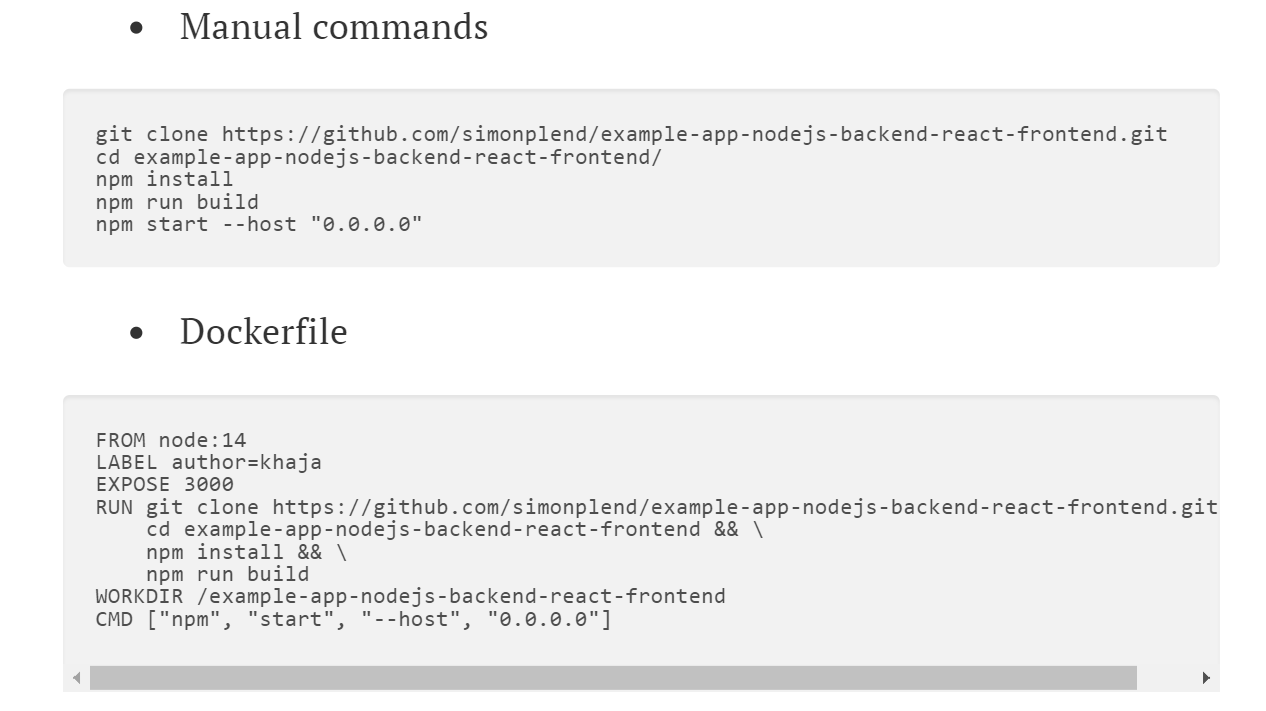 Manual commands
git clone https://github.com/simonplend/example-app-nodejs-backend-react-frontend.git
cd example-app-nodejs-backend-react-frontend/
npm install
npm run build
npm start --host "0.0.0.0"
Dockerfile
FROM node:14
LABEL author=khaja
EXPOSE 3000
RUN git clone https://github.com/simonplend/example-app-nodejs-backend-react-frontend.git
    cd example-app-nodejs-backend-react-frontend && \
    npm install && \
    npm run build
WORKDIR /example-app-nodejs-backend-react-frontend
CMD ["npm", "start", "--host", "0.0.0.0"]